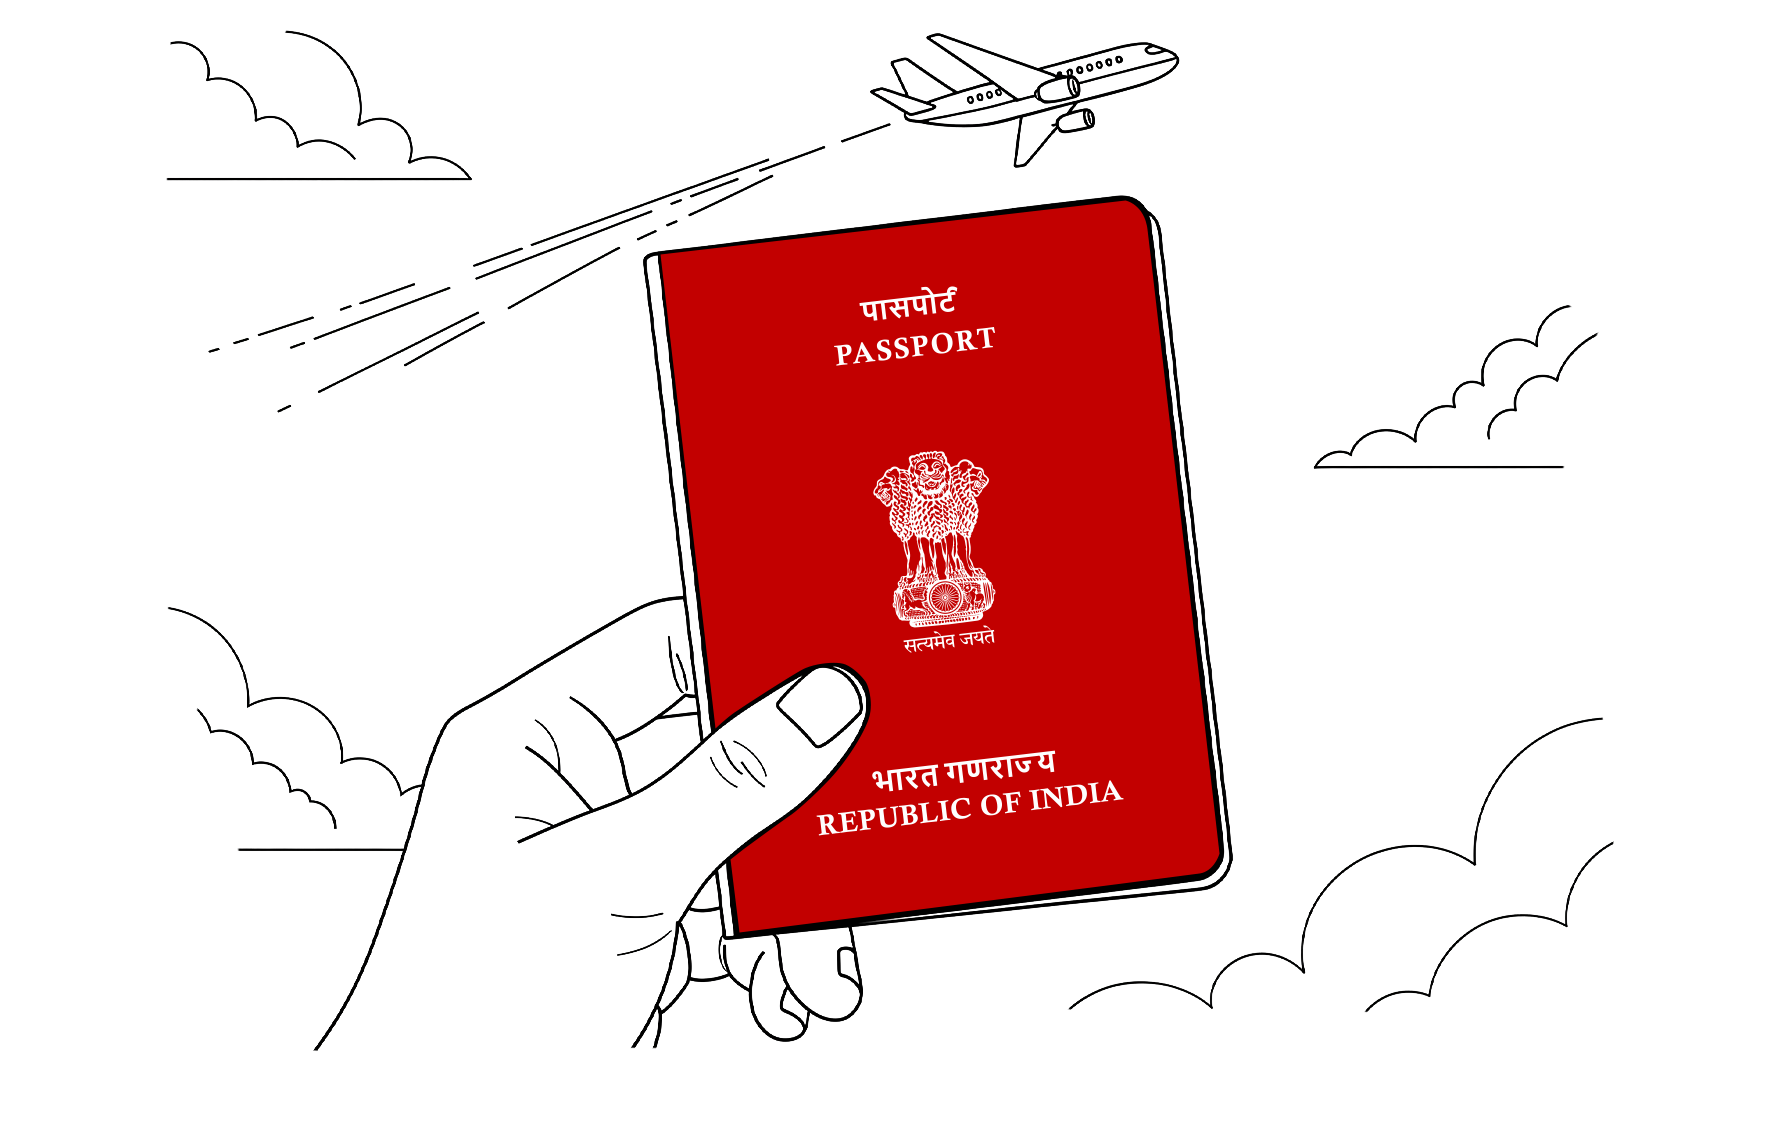 पासपोर्ट
PASSPORT
सत्यमेव जयते
भारत गणराज्य
REPUBLIC OF INDIA